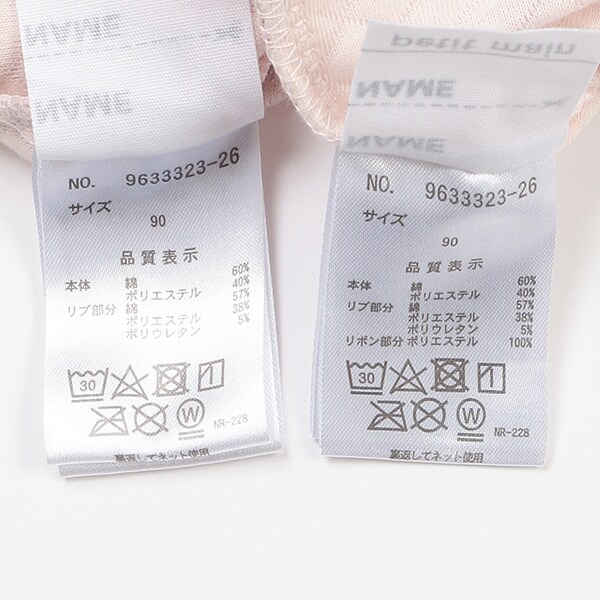 NAME
NAME
NO. 9633323-26
サイズ
90
品質表示
本体 綿 60%
ポリエステル 40%
リブ部分 綿 57%
ポリエステル 38%
ポリウレタン 5%
30
W
NR-228
裏返してネット使用
petit main
NAME
NAME
NO. 9633323-26
サイズ
90
品質表示
本体 綿 60%
ポリエステル 40%
リブ部分 綿 57%
ポリエステル 38%
ポリウレタン 5%
リボン部分 ポリエステル 100%
30
W
NR-228
裏返してネット使用